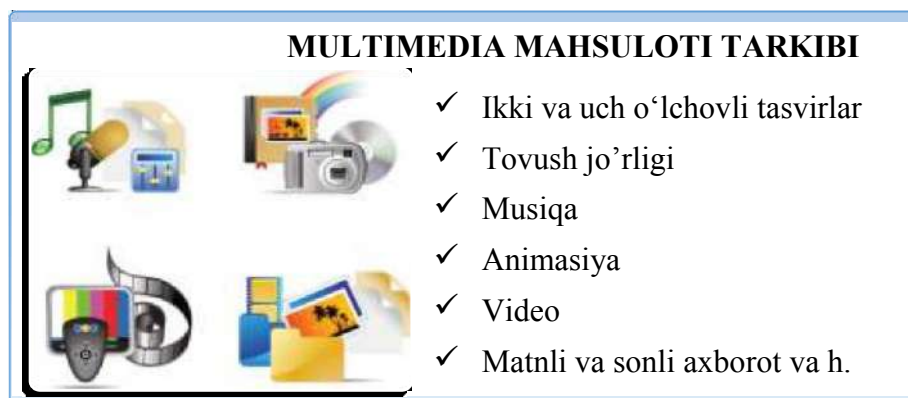 MULTIMEDIA MAHSULOTI TARKIBI
✓ Ikki va uch o‘lchovli tasvirlar
✓ Tovush jo’rligi
✓ Musiqa
✓ Animasiya
✓ Video
✓ Matnli va sonli axborot va h.